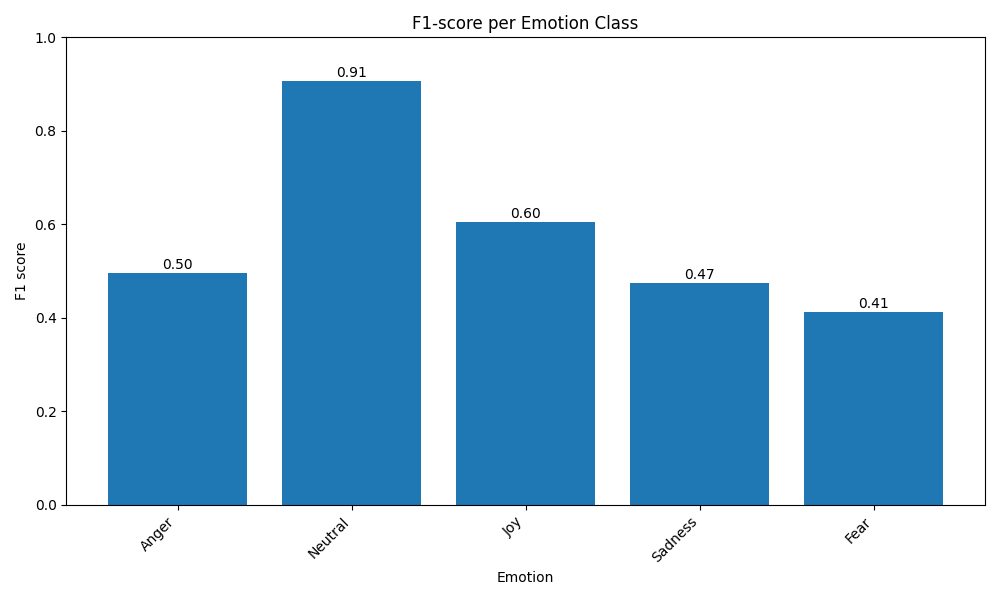 F1-score per Emotion Class
F1 score
1.0
0.8
0.6
0.4
0.2
0.0
0.50
0.91
0.60
0.47
0.41
Anger
Neutral
Joy
Sadness
Fear
Emotion